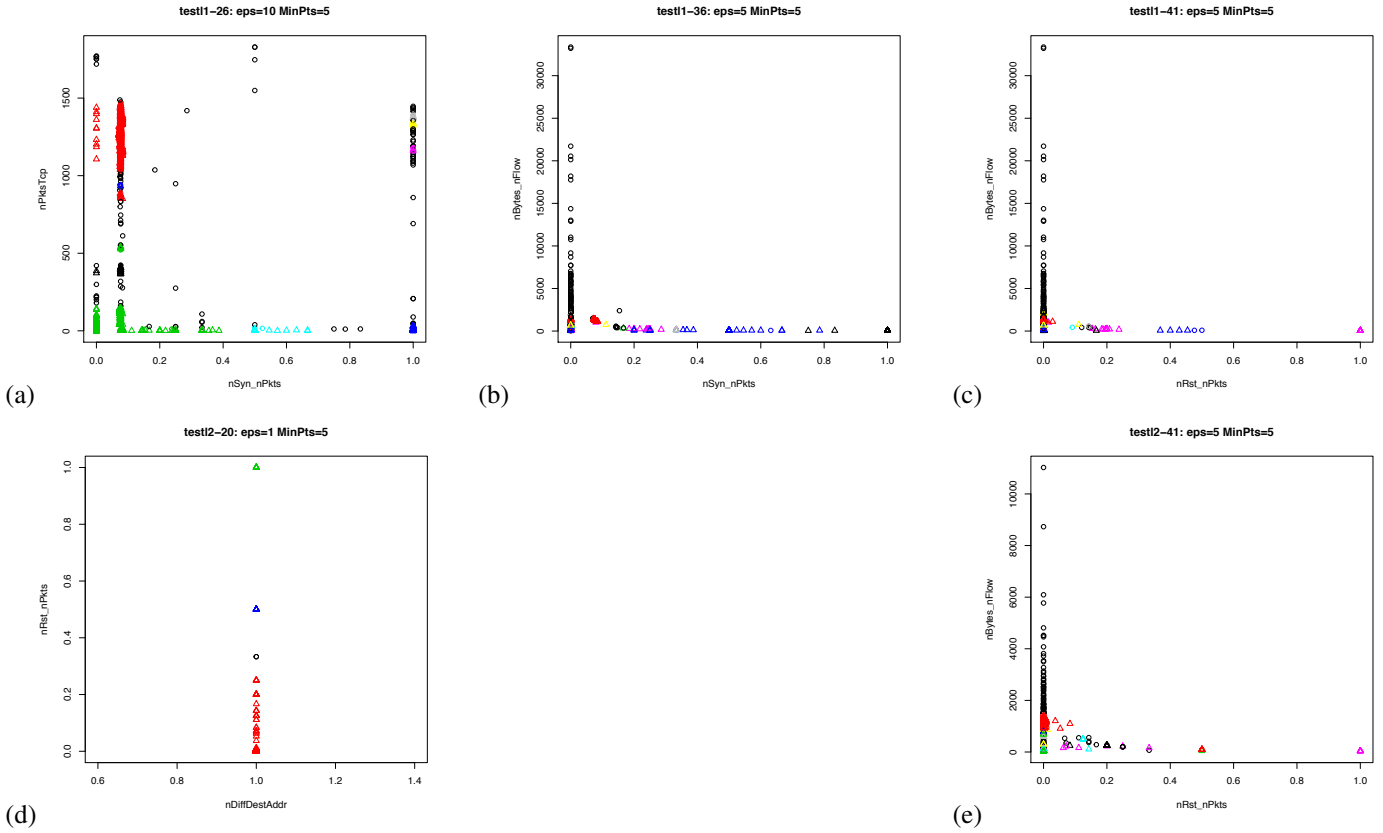 testI1−26: eps=10 MinPts=5
testI1−36: eps=5 MinPts=5
testI1−41: eps=5 MinPts=5
nPktsTcp
0
500
1000
1500
0.0 0.2 0.4 0.6 0.8 1.0
nSyn_nPkts
(a)
nBytes_nFlow
0
5000
10000
15000
20000
25000
30000
0.0 0.2 0.4 0.6 0.8 1.0
nSyn_nPkts
(b)
nBytes_nFlow
0
5000
10000
15000
20000
25000
30000
0.0 0.2 0.4 0.6 0.8 1.0
nRst_nPkts
(c)
testI2−20: eps=1 MinPts=5
testI2−41: eps=5 MinPts=5
nRst_nPkts
0.0
0.2
0.4
0.6
0.8
1.0
0.6 0.8 1.0 1.2 1.4
nDiffDestAddr
(d)
nBytes_nFlow
0
2000
4000
6000
8000
10000
0.0 0.2 0.4 0.6 0.8 1.0
nRst_nPkts
(e)